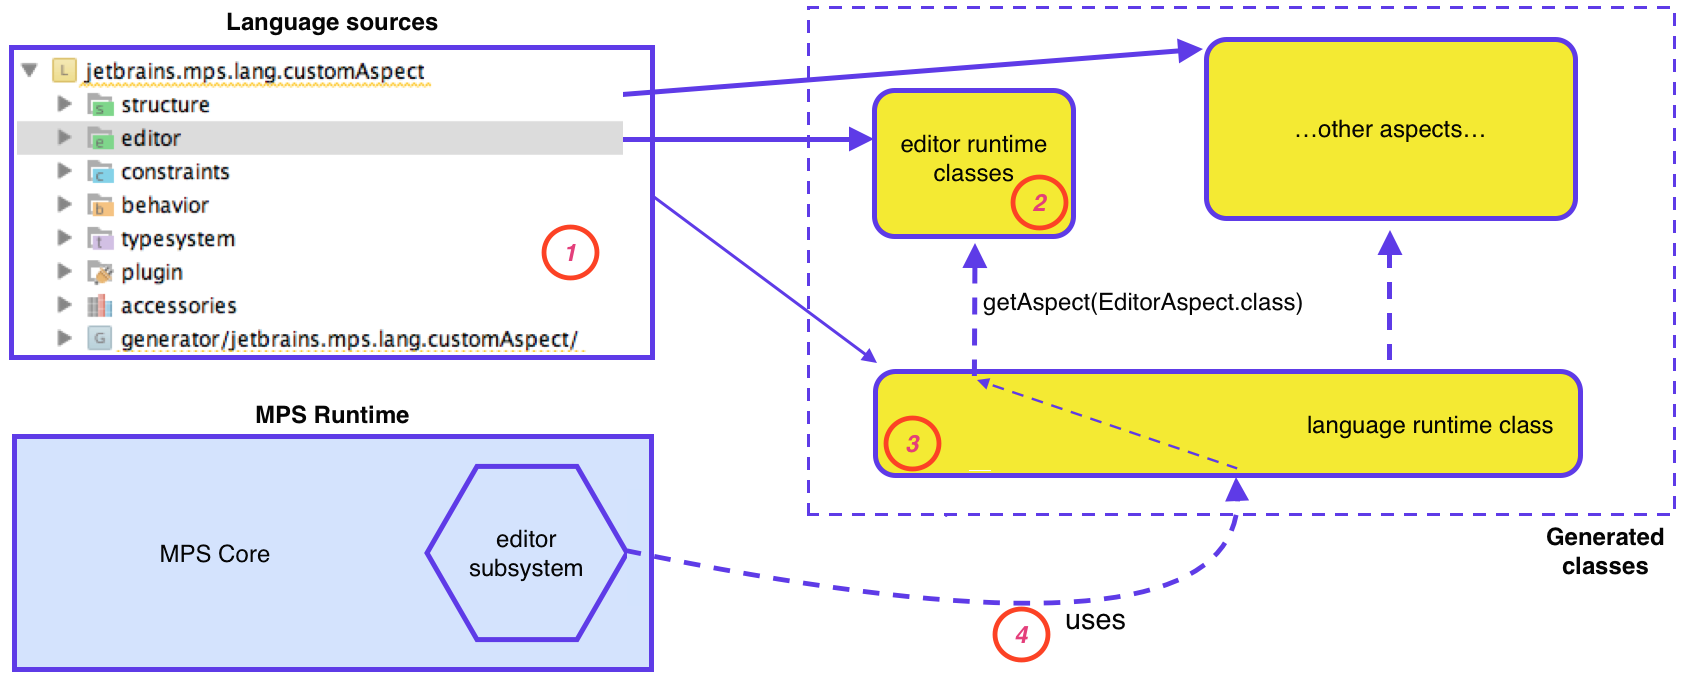 Language sources
L jetbrains.mps.lang.customAspect
s structure
e editor
c constraints
b behavior
t typesystem
plugin
accessories
G generator/jetbrains.mps.lang.customAspect/
1
editor runtime
classes
2
...other aspects...
getAspect(EditorAspect.class)
language runtime class
3
Generated
classes
MPS Runtime
MPS Core
editor
subsystem
uses
4